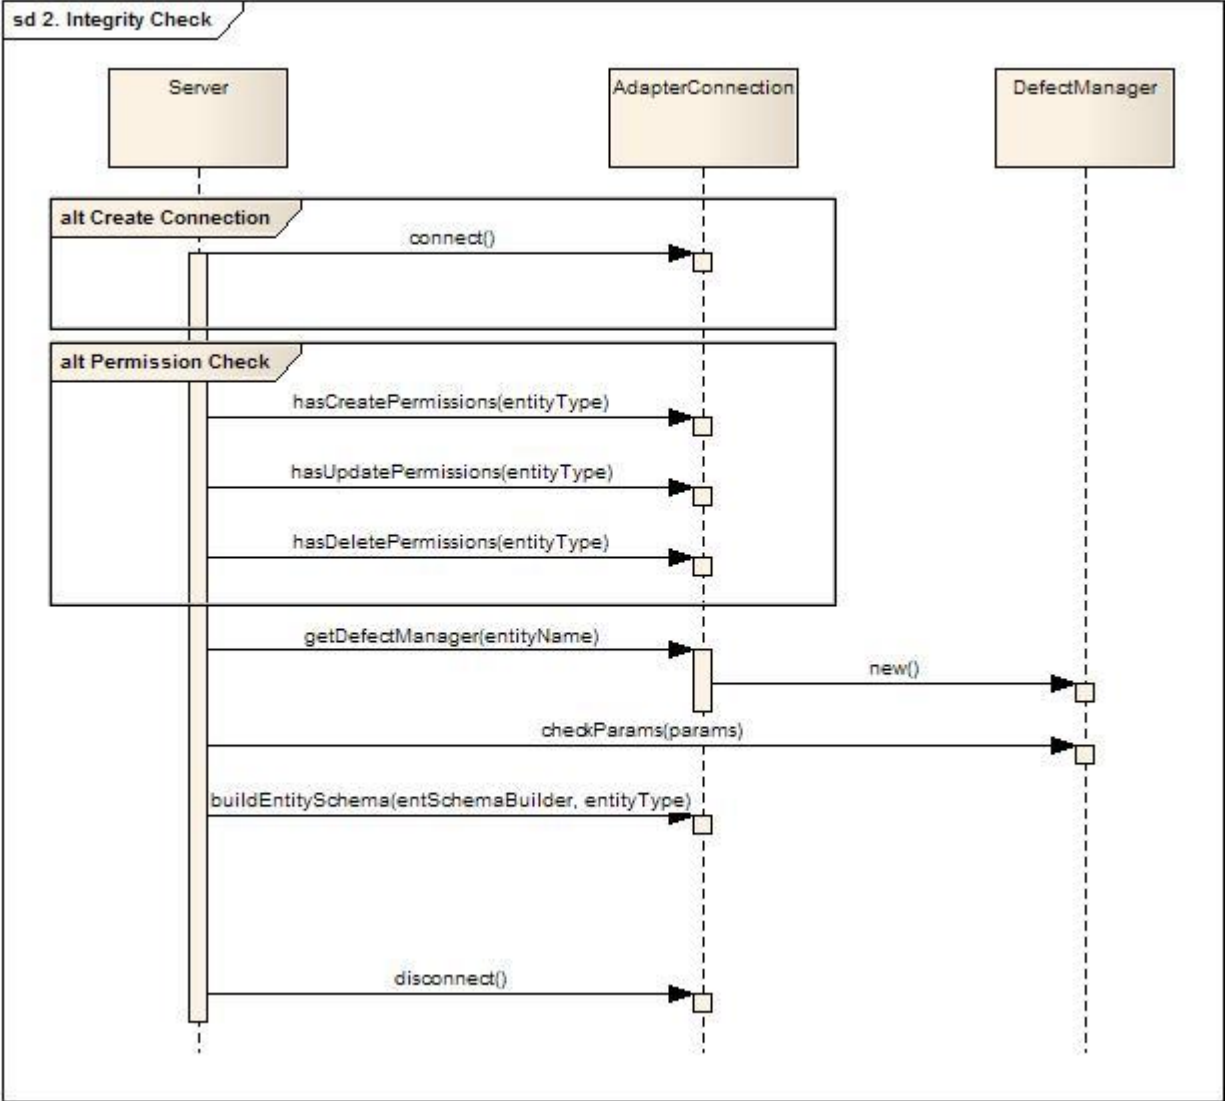 sd 2. Integrity Check
Server
AdapterConnection
DefectManager
alt Create Connection
connect()
alt Permission Check
hasCreatePermissions(entityType)
hasUpdatePermissions(entityType)
hasDeletePermissions(entityType)
getDefectManager(entityName)
new()
checkParams(params)
buildEntitySchema(entSchemaBuilder, entityType)
disconnect()